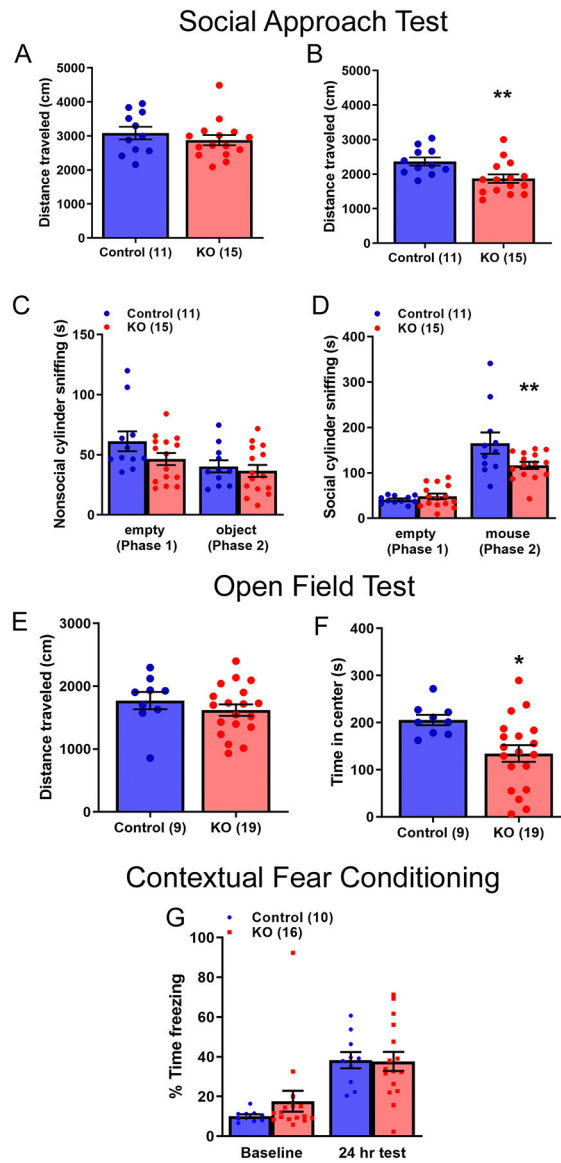 Social Approach Test
A
Distance traveled (cm)
5000
4000
3000
2000
1000
0
Control (11) KO (15)
B
Distance traveled (cm)
5000
4000
3000
2000
1000
0
**
Control (11) KO (15)
C
Control (11)
KO (15)
Nonsocial cylinder sniffing (s)
150
100
50
0
empty object
(Phase 1) (Phase 2)
D
Control (11)
KO (15)
Social cylinder sniffing (s)
400
300
200
100
0
**
empty mouse
(Phase 1) (Phase 2)
Open Field Test
E
Distance traveled (cm)
3000
2000
1000
0
Control (9) KO (19)
F
Time in center (s)
400
300
200
100
0
*
Control (9) KO (19)
Contextual Fear Conditioning
G
Control (10)
KO (16)
% Time freezing
100
80
60
40
20
0
Baseline 24 hr test